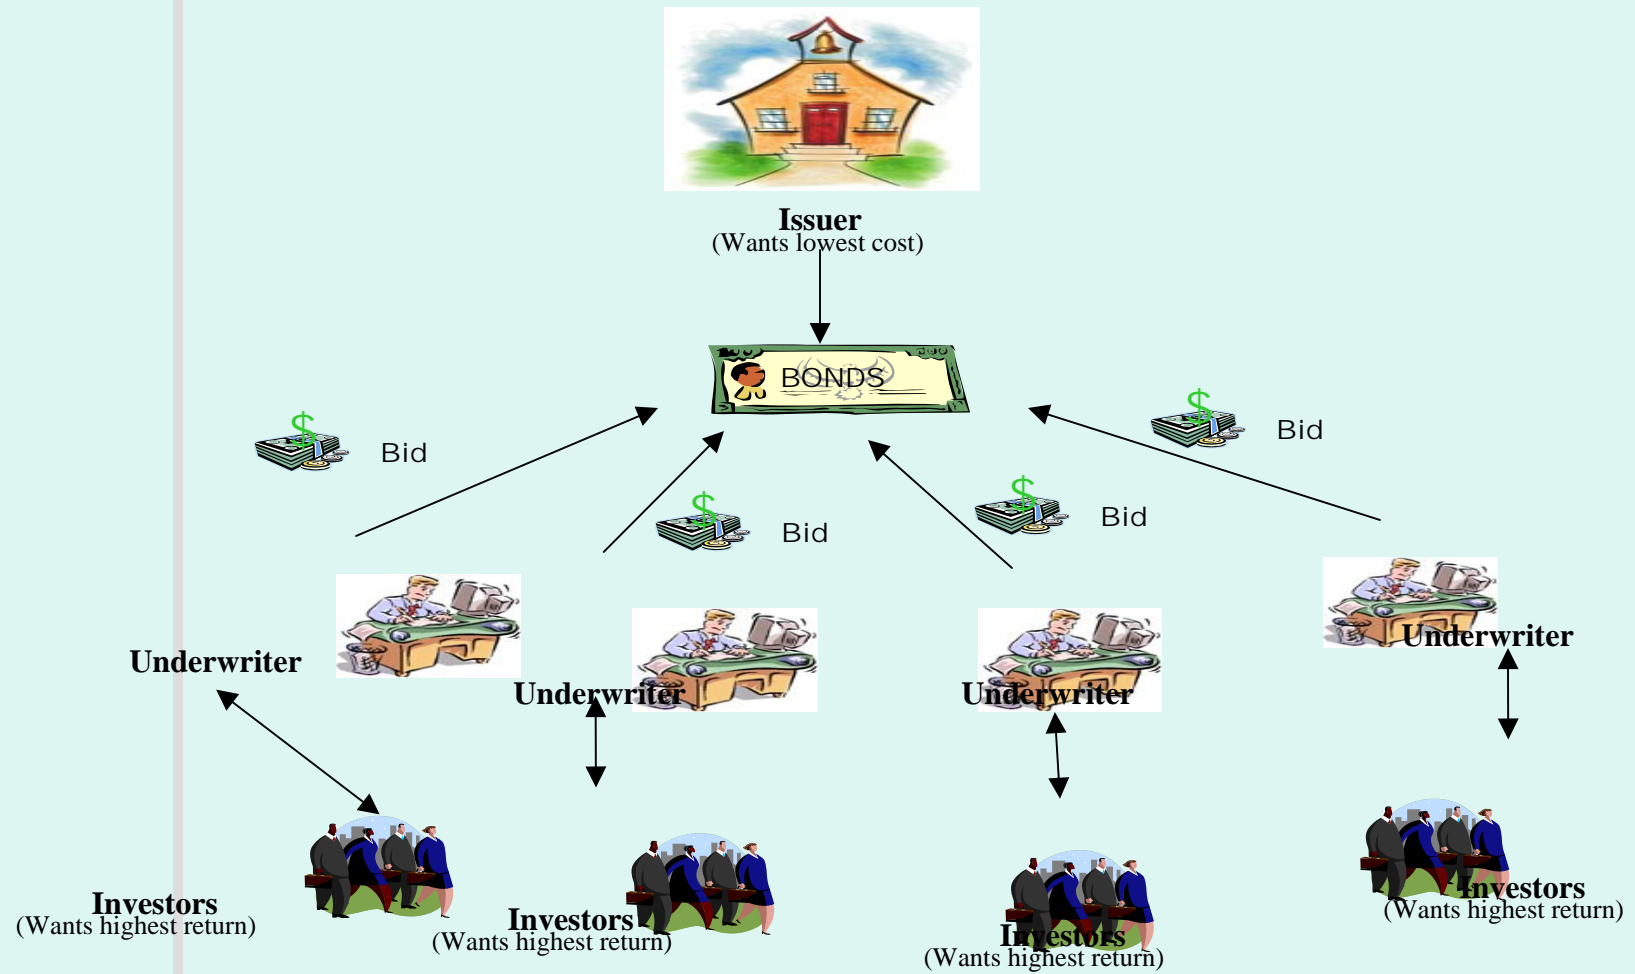 Issuer
(Wants lowest cost)
BONDS
$
Bid
$
Bid
$
Bid
$
Bid
Underwriter
Underwriter
Underwriter
Underwriter
Investors
(Wants highest return)
Investors
(Wants highest return)
Investors
(Wants highest return)
Investors
(Wants highest return)